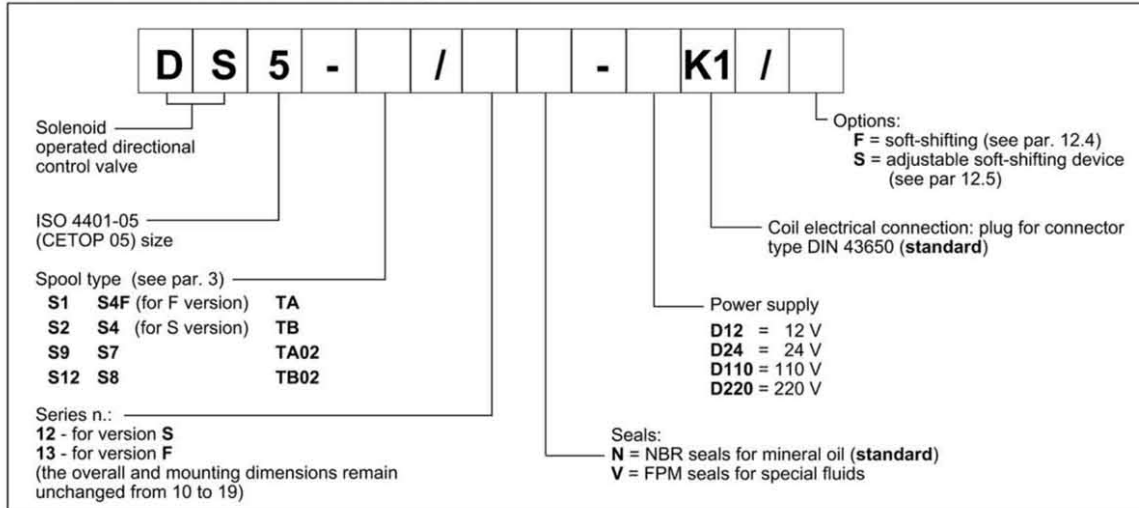 D S 5 - / - K1 /
Solenoid
operated directional
control valve
ISO 4401-05
(CETOP 05) size
Spool type (see par. 3)
S1 S4F (for F version) TA
S2 S4 (for S version) TB
S9 S7 TA02
S12 S8 TB02
Series n.:
12 - for version S
13 - for version F
(the overall and mounting dimensions remain
unchanged from 10 to 19)
Options:
F = soft-shifting (see par. 12.4)
S = adjustable soft-shifting device
(see par 12.5)
Coil electrical connection: plug for connector
type DIN 43650 (standard)
Power supply
D12 = 12 V
D24 = 24 V
D110 = 110 V
D220 = 220 V
Seals:
N = NBR seals for mineral oil (standard)
V = FPM seals for special fluids